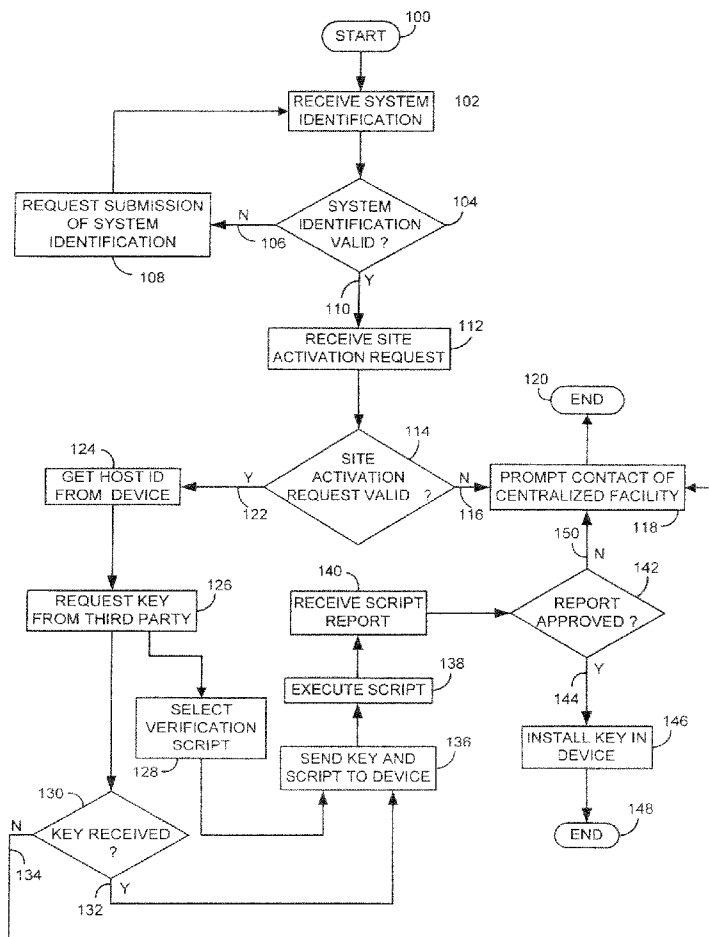 100
START
RECEIVE SYSTEM
IDENTIFICATION
102
SYSTEM
IDENTIFICATION
VALID ?
104
N
106
REQUEST SUBMISSION
OF SYSTEM
IDENTIFICATION
108
Y
110
RECEIVE SITE
ACTIVATION REQUEST
112
SITE
ACTIVATION
REQUEST VALID ?
114
N
116
PROMPT CONTACT OF
CENTRALIZED FACILITY
118
120
END
Y
122
124
GET HOST ID
FROM DEVICE
REQUEST KEY
FROM THIRD PARTY
126
SELECT
VERIFICATION
SCRIPT
128
130
KEY RECEIVED
?
N
134
Y
132
SEND KEY AND
SCRIPT TO DEVICE
136
EXECUTE SCRIPT
138
140
RECEIVE SCRIPT
REPORT
REPORT
APPROVED ?
142
150
N
Y
144
INSTALL KEY IN
DEVICE
146
END
148